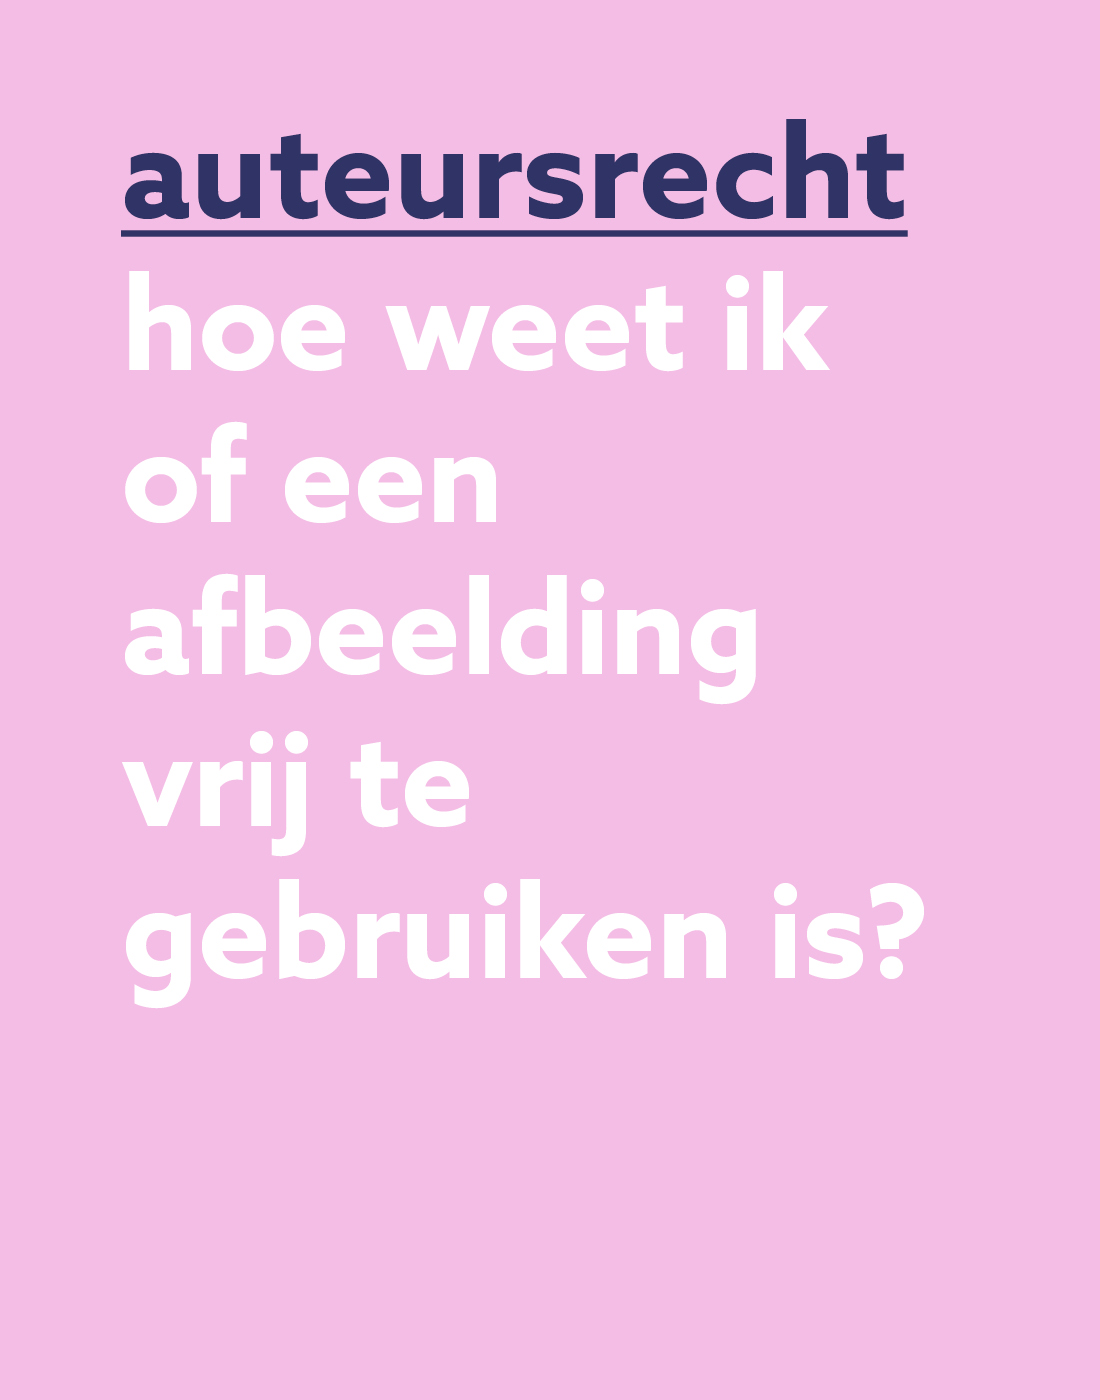 auteursrecht
hoe weet ik
of een
afbeelding
vrij te
gebruiken is?